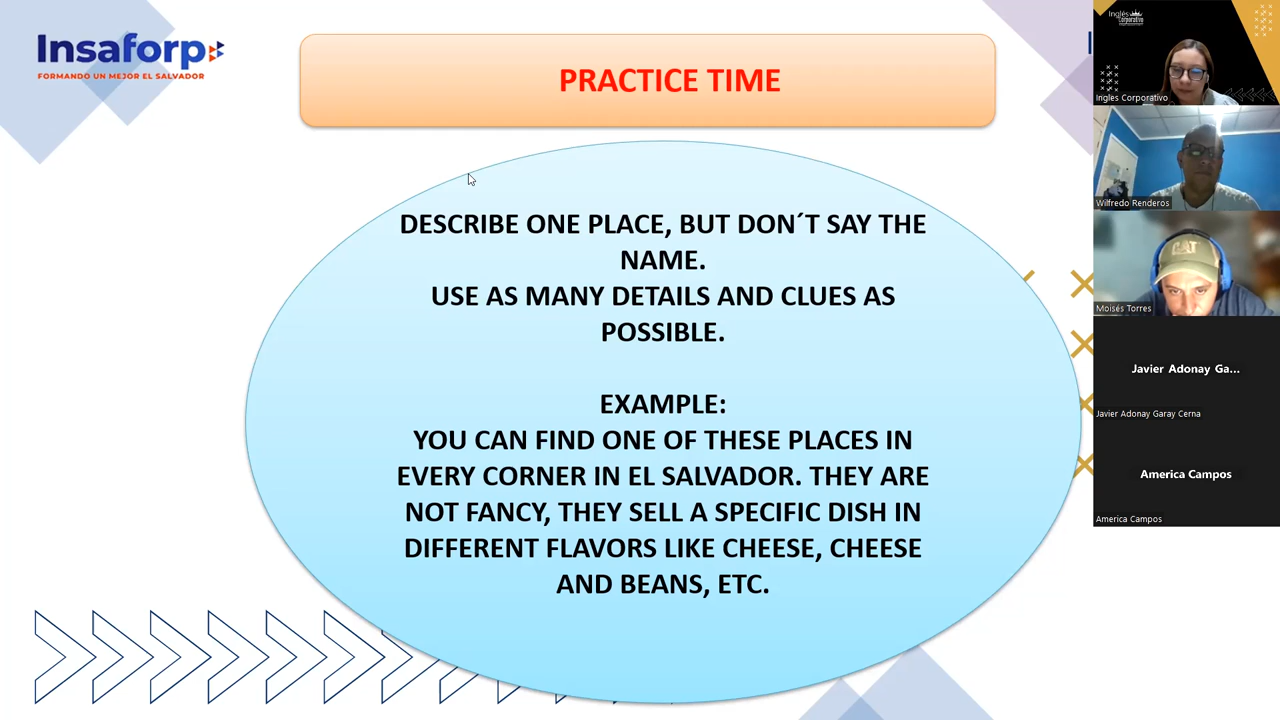 Insaforp
FORMANDO UN MEJOR EL SALVADOR
PRACTICE TIME
DESCRIBE ONE PLACE, BUT DON´T SAY THE
NAME.
USE AS MANY DETAILS AND CLUES AS
POSSIBLE.
EXAMPLE:
YOU CAN FIND ONE OF THESE PLACES IN
EVERY CORNER IN EL SALVADOR. THEY ARE
NOT FANCY, THEY SELL A SPECIFIC DISH IN
DIFFERENT FLAVORS LIKE CHEESE, CHEESE
AND BEANS, ETC.
Inglés
Corporativo
Ingles Corporativo
Wilfredo Renderos
CAT
Moisés Torres
Javier Adonay Ga...
Javier Adonay Garay Cerna
America Campos
America Campos